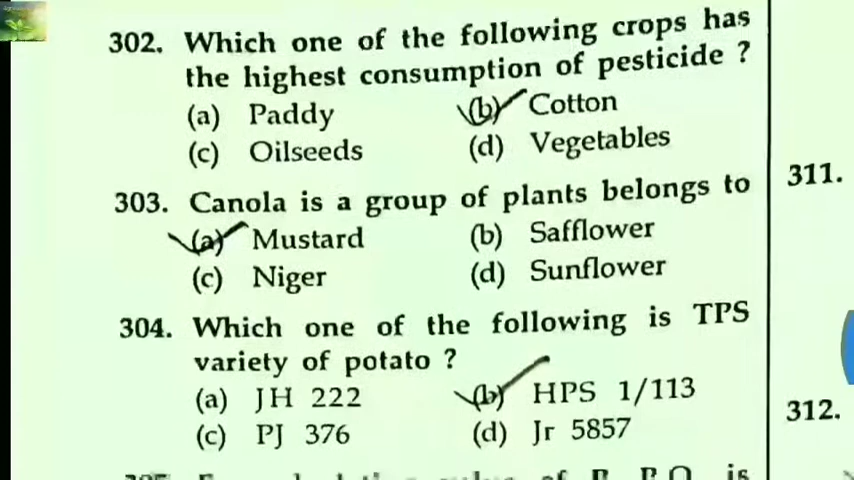 302. Which one of the following crops has
the highest consumption of pesticide ?
(a) Paddy (b) Cotton
(c) Oilseeds (d) Vegetables
303. Canola is a group of plants belongs to
(a) Mustard (b) Safflower
(c) Niger (d) Sunflower
304. Which one of the following is TPS
variety of potato ?
(a) JH 222 (b) HPS 1/113
(c) PJ 376 (d) Jr 5857
is
311.
312.